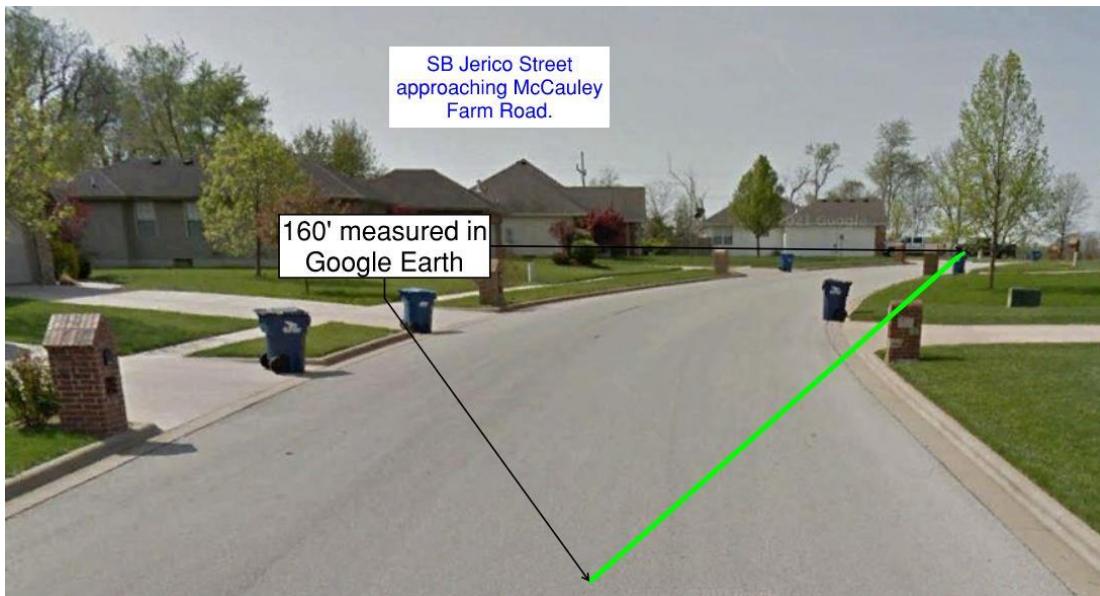 SB Jerico Street
approaching McCauley
Farm Road.
160' measured in
Google Earth